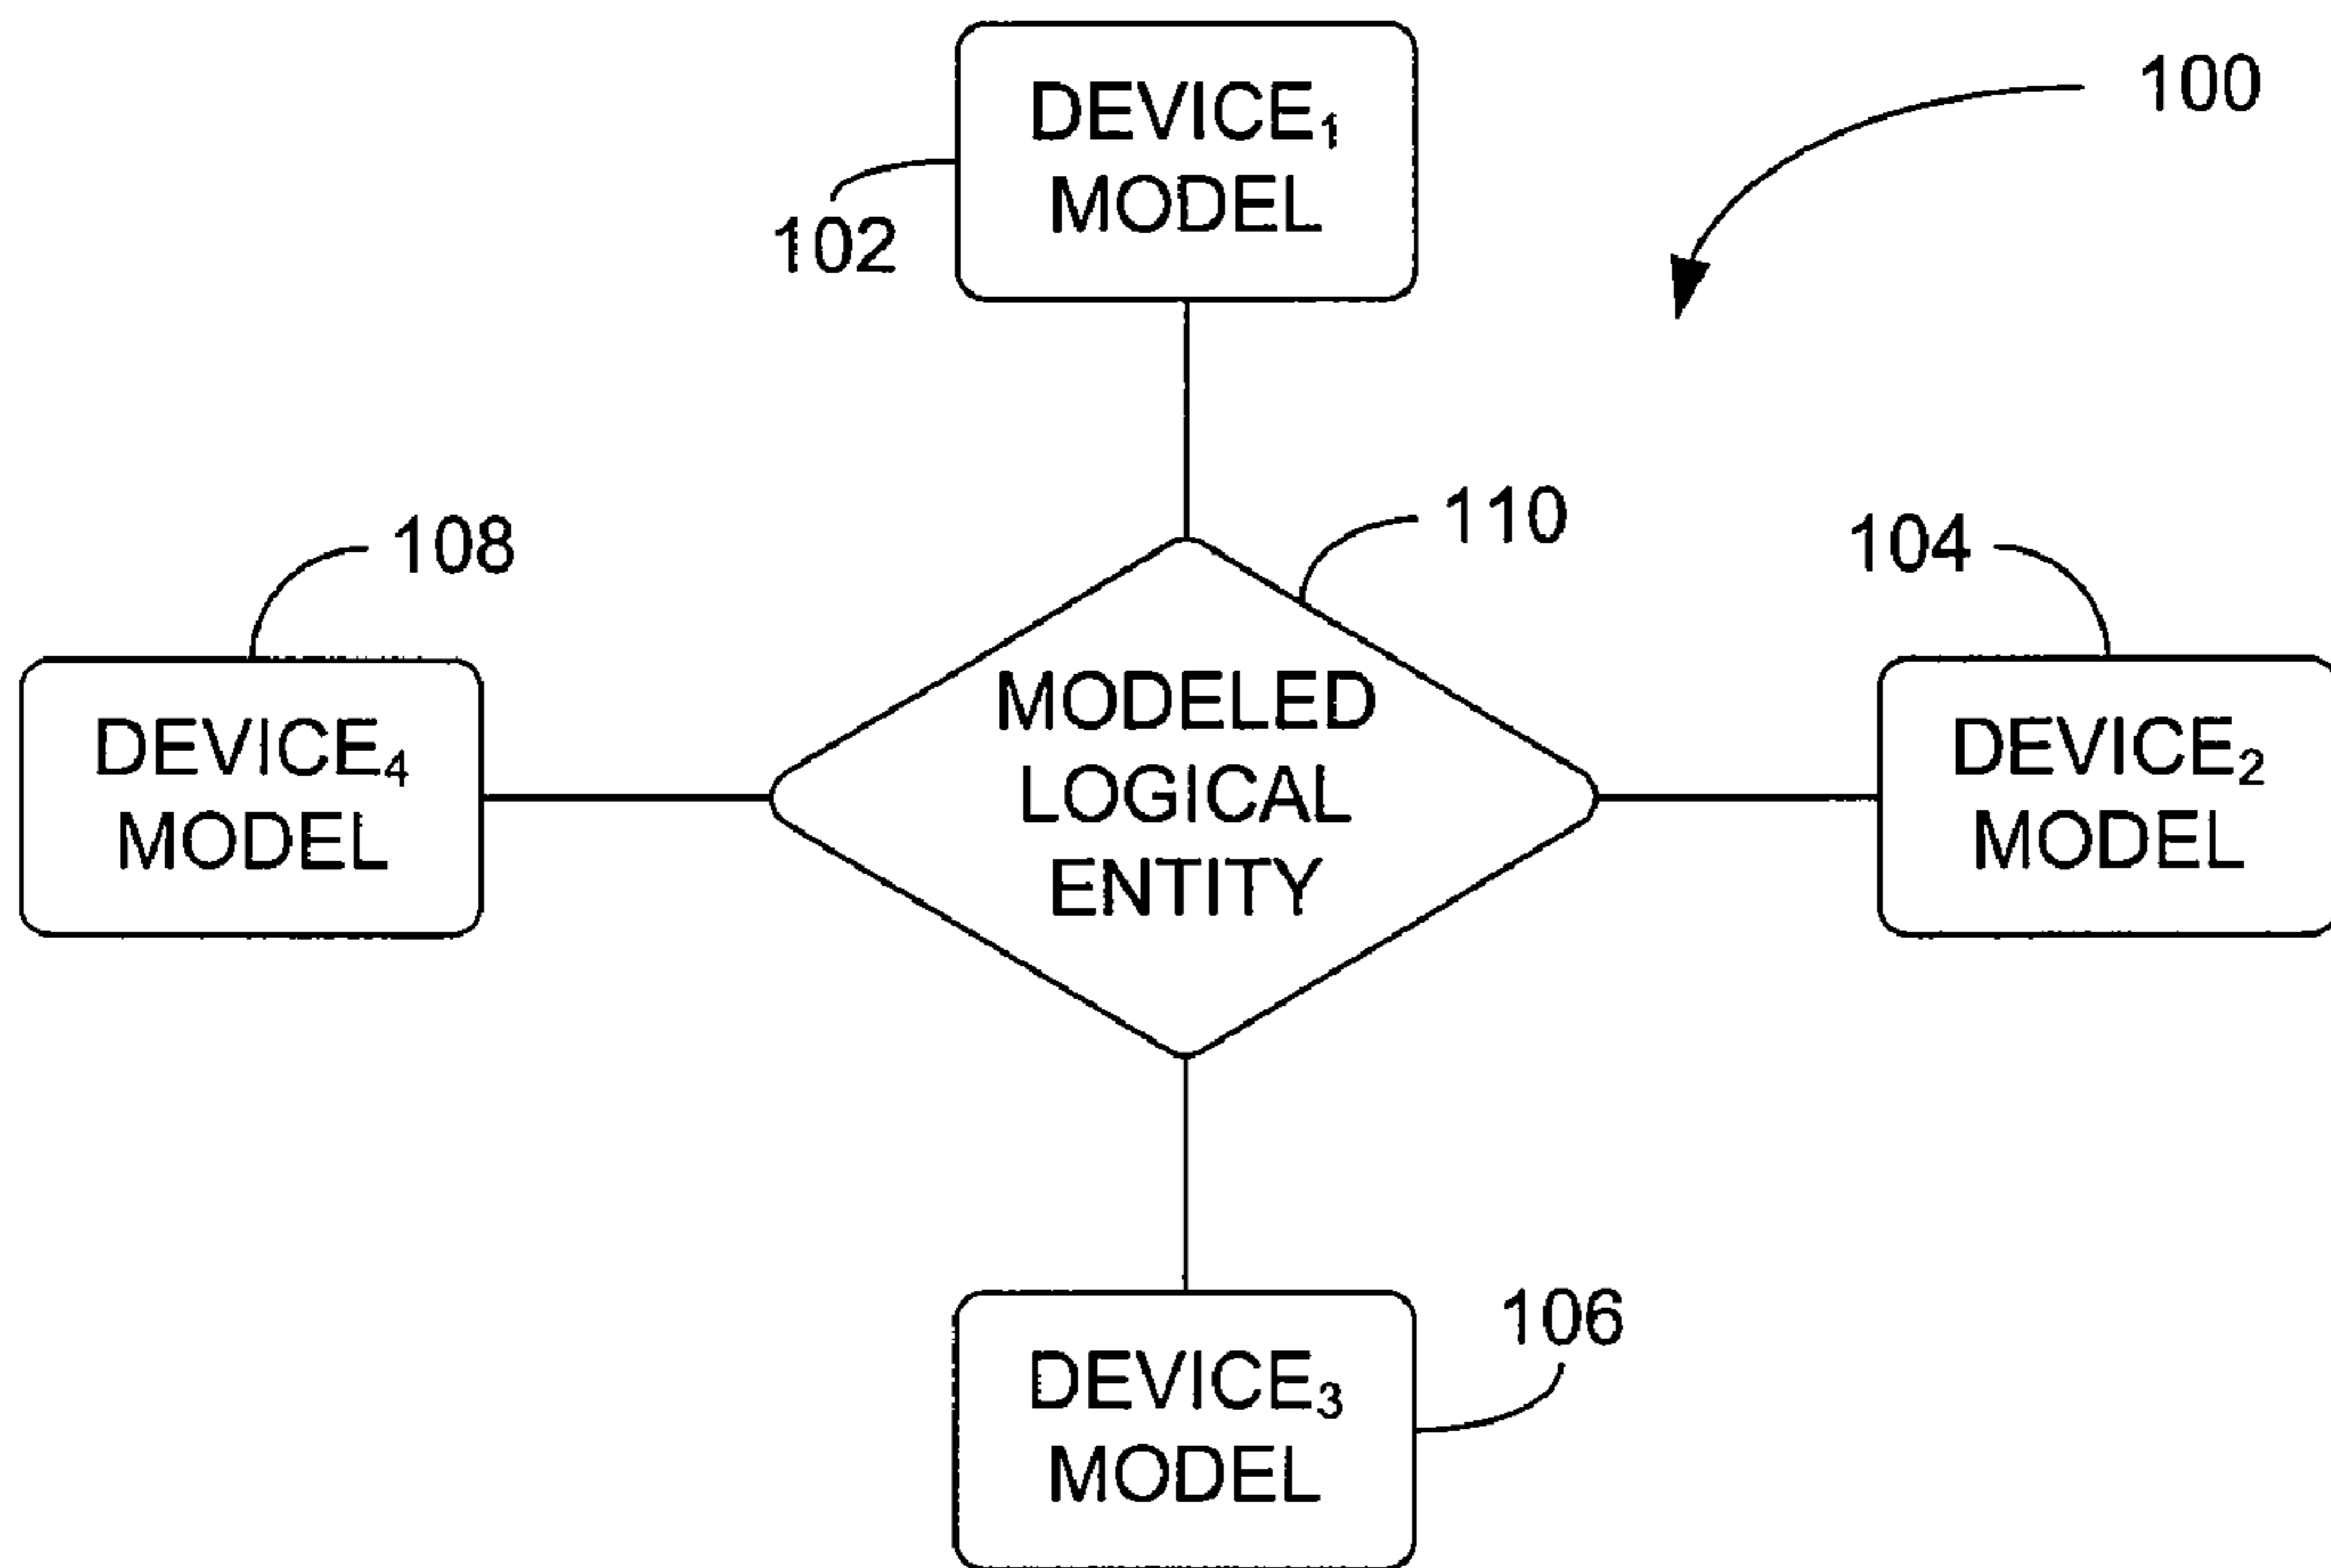 DEVICE₁
MODEL
100
102
108
110
104
MODELED
LOGICAL
ENTITY
DEVICE₄
MODEL
DEVICE₂
MODEL
106
DEVICE₃
MODEL